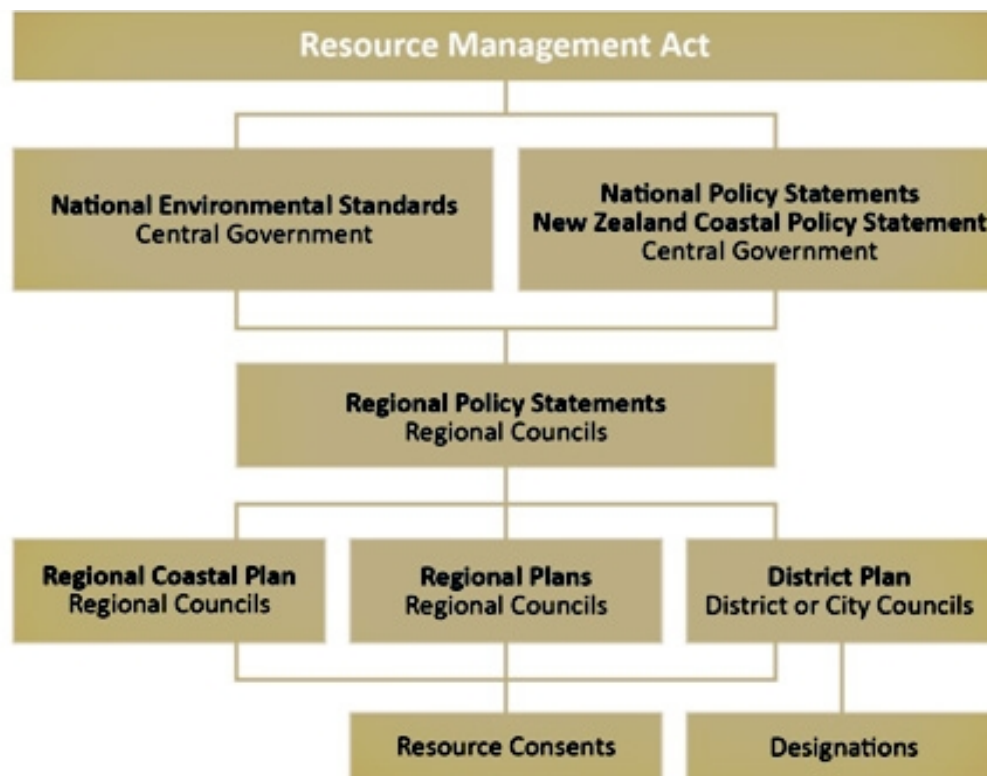 Resource Management Act
National Environmental Standards
Central Government
National Policy Statements
New Zealand Coastal Policy Statement
Central Government
Regional Policy Statements
Regional Councils
Regional Coastal Plan
Regional Councils
Regional Plans
Regional Councils
District Plan
District or City Councils
Resource Consents
Designations